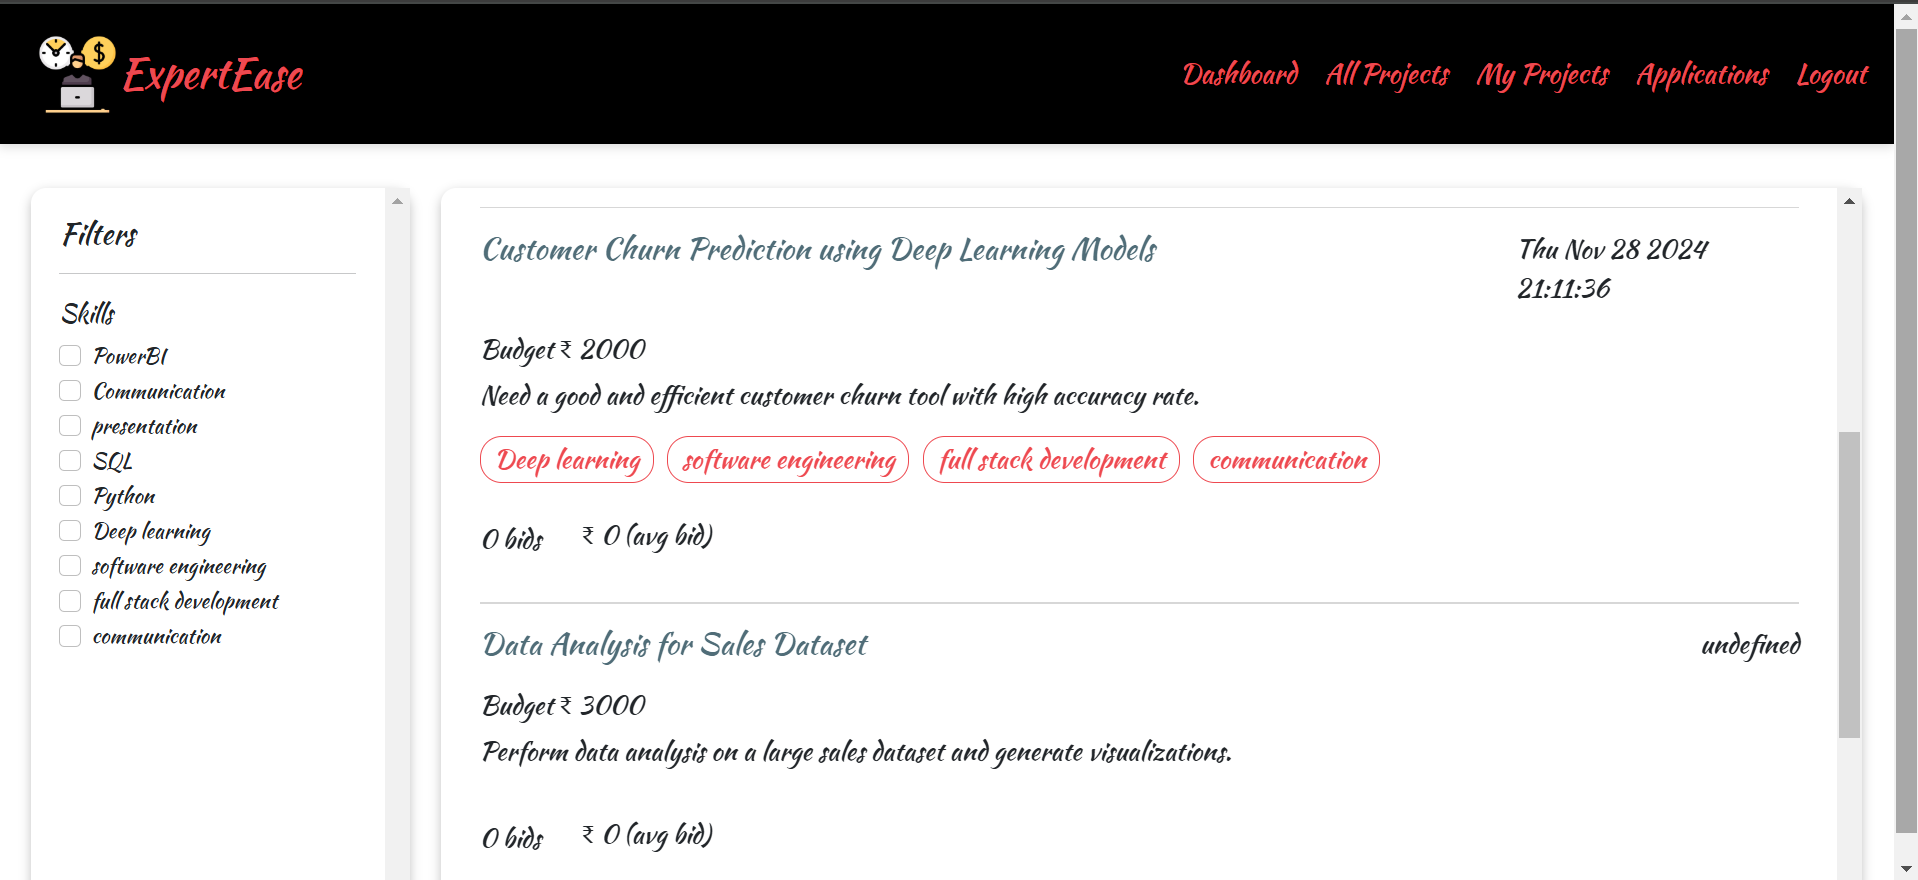 ExpertEase
Dashboard All Projects My Projects Applications Logout
Filters
Skills
PowerBI
Communication
presentation
SQL
Python
Deep learning
software engineering
full stack development
communication
Customer Churn Prediction using Deep Learning Models
Thu Nov 28 2024
21:11:36
Budget ₹ 2000
Need a good and efficient customer churn tool with high accuracy rate.
Deep learning software engineering full stack development communication
0 bids ₹ 0 (avg bid)
Data Analysis for Sales Dataset
undefined
Budget ₹ 3000
Perform data analysis on a large sales dataset and generate visualizations.
0 bids ₹ 0 (avg bid)